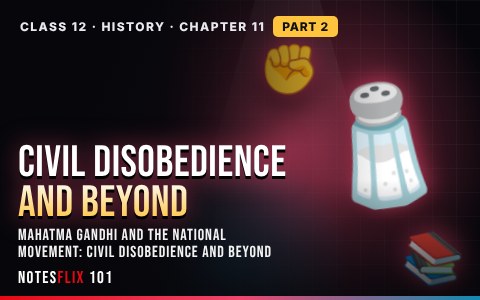 CLASS 12 · HISTORY · CHAPTER 11 PART 2
CIVIL DISOBEDIENCE
AND BEYOND
MAHATMA GANDHI AND THE NATIONAL
MOVEMENT: CIVIL DISOBEDIENCE AND BEYOND
NOTESFLIX 101